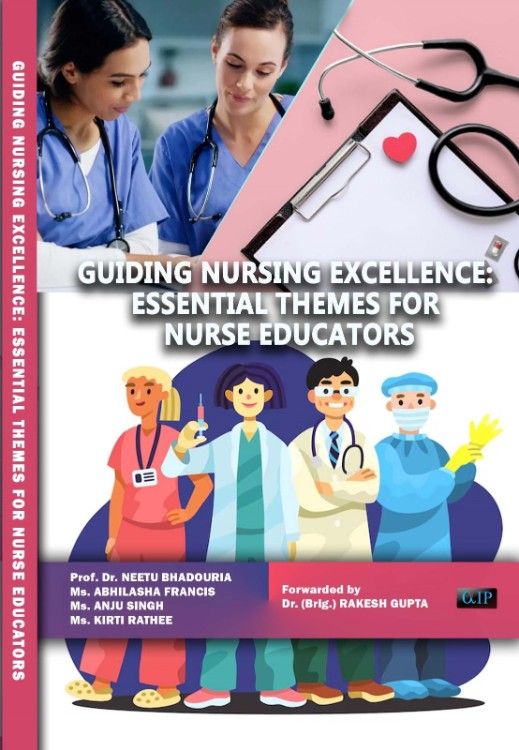 GUIDING NURSING EXCELLENCE: ESSENTIAL THEMES FOR NURSE EDUCATORS
GUIDING NURSING EXCELLENCE:
ESSENTIAL THEMES FOR
NURSE EDUCATORS
Prof. Dr. NEETU BHADOURIA
Ms. ABHILASHA FRANCIS
Ms. ANJU SINGH
Ms. KIRTI RATHEE
Forwarded by
Dr. (Brig.) RAKESH GUPTA
αIP